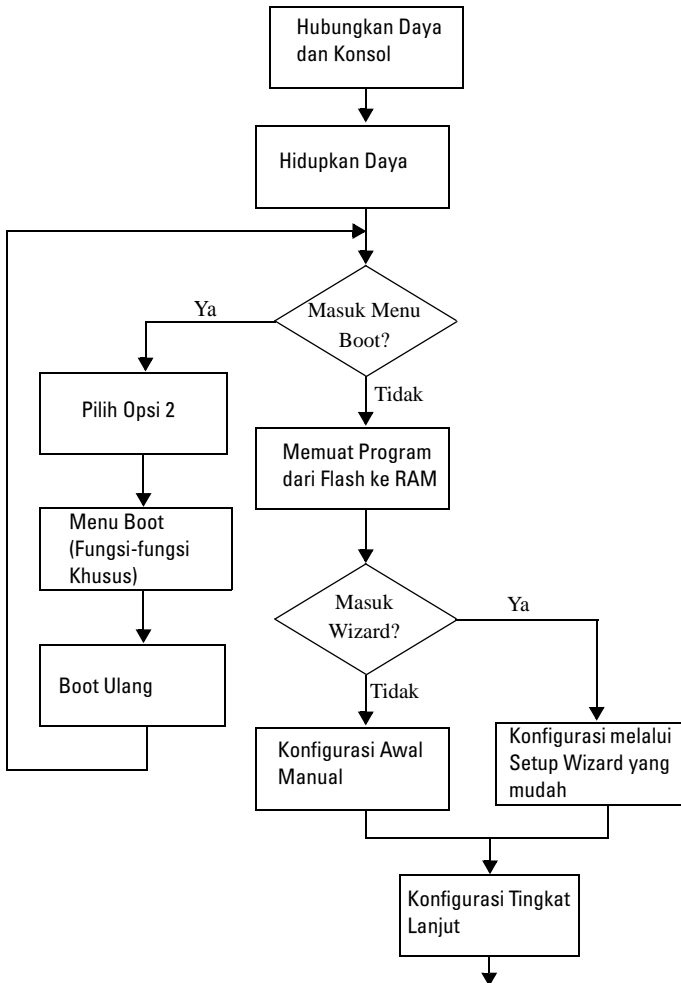 Hubungkan Daya
dan Konsol
Hidupkan Daya
Masuk Menu
Boot?
Ya
Tidak
Pilih Opsi 2
Memuat Program
dari Flash ke RAM
Menu Boot
(Fungsi-fungsi
Khusus)
Masuk
Wizard?
Ya
Tidak
Boot Ulang
Konfigurasi Awal
Manual
Konfigurasi melalui
Setup Wizard yang
mudah
Konfigurasi Tingkat
Lanjut